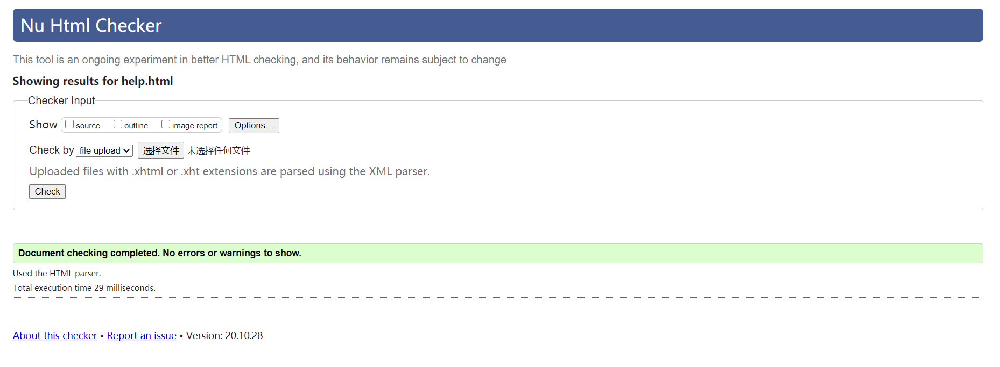 Nu Html Checker
This tool is an ongoing experiment in better HTML checking, and its behavior remains subject to change
Showing results for help.html
Checker Input
Show source outline image report Options...
Check by file upload 选择文件 未选择任何文件
Uploaded files with .xhtml or .xht extensions are parsed using the XML parser.
Check
Document checking completed. No errors or warnings to show.
Used the HTML parser.
Total execution time 29 milliseconds.
About this checker • Report an issue • Version: 20.10.28